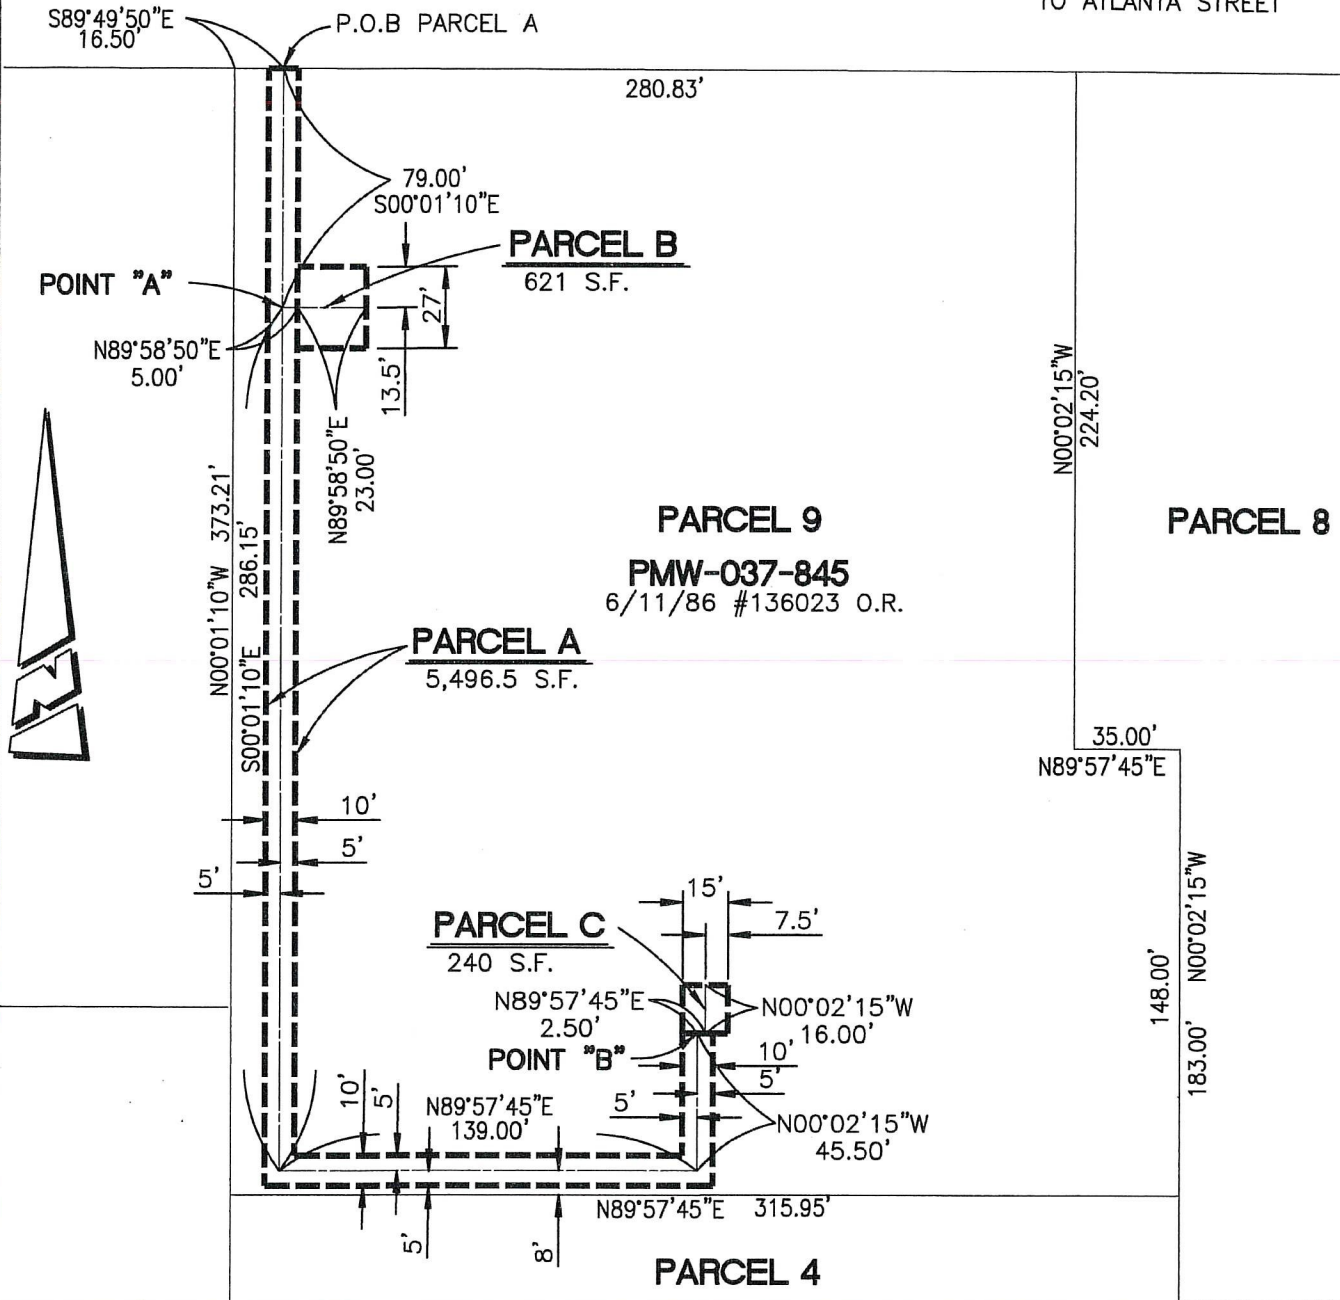 S89°49'50"E
16.50'
P.O.B PARCEL A
TO ATLANTA STREET
280.83'
79.00'
S00°01'10"E
PARCEL B
621 S.F.
POINT "A"
27'
N89°58'50"E
5.00'
13.5'
N89°58'50"E
23.00'
N00°02'15"W
224.20'
N00°01'10"W 373.21'
S00°01'10"E 286.15'
PARCEL 9
PMW-037-845
6/11/86 #136023 O.R.
PARCEL 8
PARCEL A
5,496.5 S.F.
N
35.00'
N89°57'45"E
10'
5'
5'
15'
7.5'
PARCEL C
240 S.F.
N89°57'45"E
2.50'
N00°02'15"W
16.00'
POINT "B"
10'
5'
5'
148.00'
183.00' N00°02'15"W
10'
5'
N89°57'45"E
139.00'
N00°02'15"W
45.50'
N89°57'45"E 315.95'
5'
8'
PARCEL 4